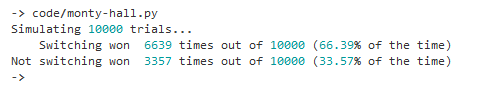 -> code/monty-hall.py
Simulating 10000 trials...
    Switching won  6639 times out of 10000 (66.39% of the time)
Not switching won  3357 times out of 10000 (33.57% of the time)
->